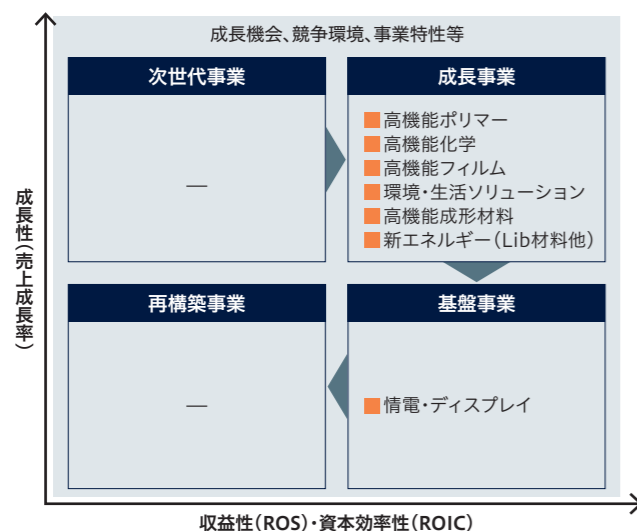 成長機会、競争環境、事業特性等
次世代事業
―
成長事業
高機能ポリマー
高機能化学
高機能フィルム
環境・生活ソリューション
高機能成形材料
新エネルギー(Lib材料他)
再構築事業
―
基盤事業
情電・ディスプレイ
成長性(売上成長率)
収益性(ROS)・資本効率性(ROIC)